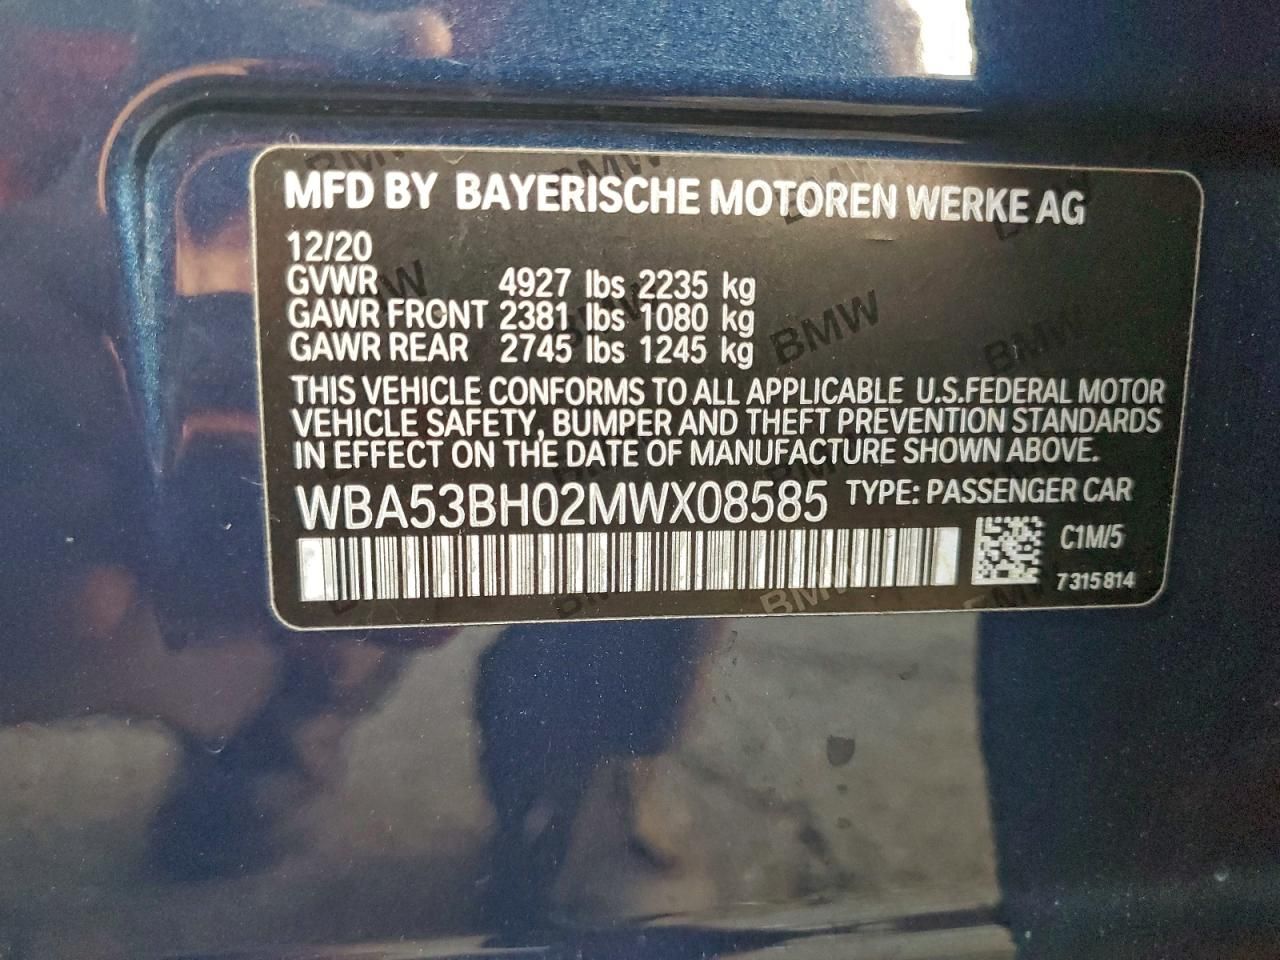 MFD BY BAYERISCHE MOTOREN WERKE AG
12/20
GVWR 4927 lbs 2235 kg
GAWR FRONT 2381 lbs 1080 kg
GAWR REAR 2745 lbs 1245 kg
THIS VEHICLE CONFORMS TO ALL APPLICABLE U.S.FEDERAL MOTOR
VEHICLE SAFETY, BUMPER AND THEFT PREVENTION STANDARDS
IN EFFECT ON THE DATE OF MANUFACTURE SHOWN ABOVE.
WBA53BH02MWX08585 TYPE: PASSENGER CAR
C1M/5
7315814